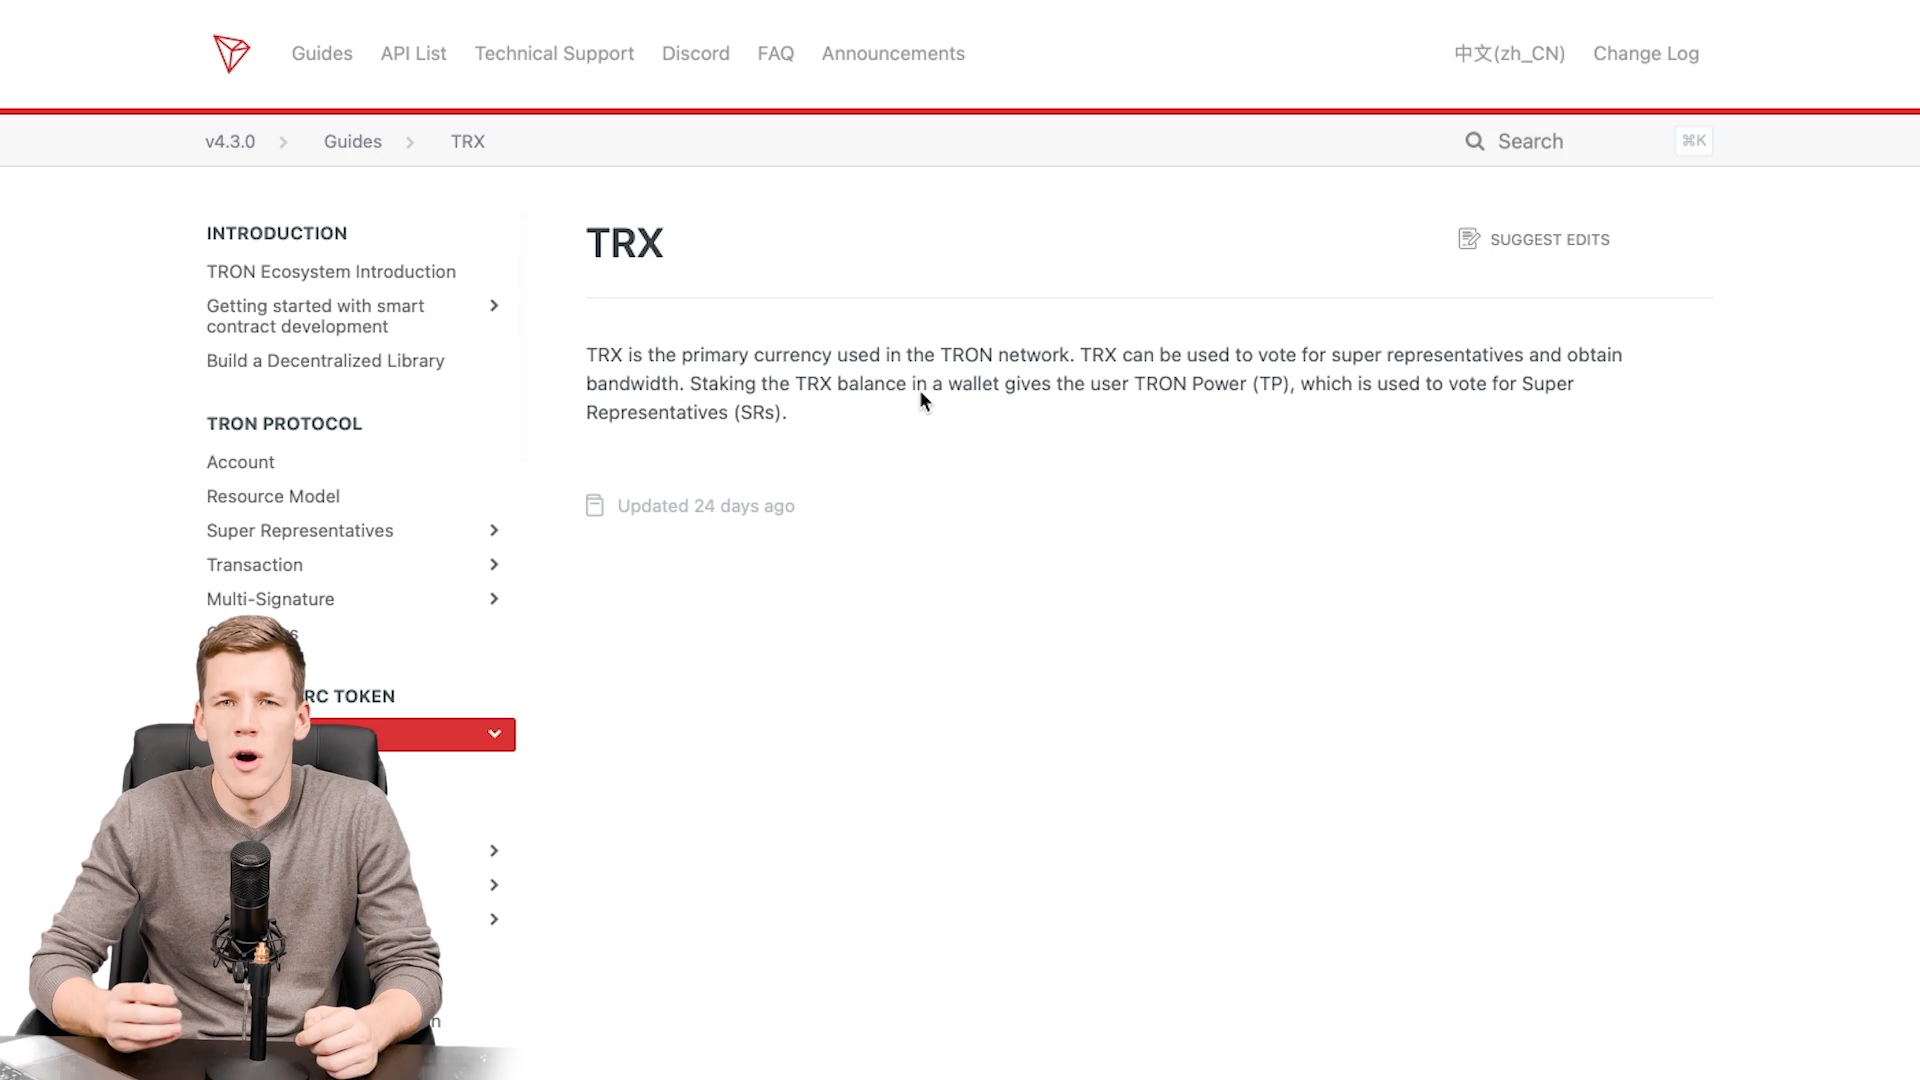 Guides API List Technical Support Discord FAQ Announcements 中文(zh_CN) Change Log
v4.3.0 Guides TRX Search ⌘K
INTRODUCTION
TRON Ecosystem Introduction
Getting started with smart
contract development
Build a Decentralized Library
TRON PROTOCOL
Account
Resource Model
Super Representatives
Transaction
Multi-Signature
RC TOKEN
TRX
SUGGEST EDITS
TRX is the primary currency used in the TRON network. TRX can be used to vote for super representatives and obtain
bandwidth. Staking the TRX balance in a wallet gives the user TRON Power (TP), which is used to vote for Super
Representatives (SRs).
Updated 24 days ago